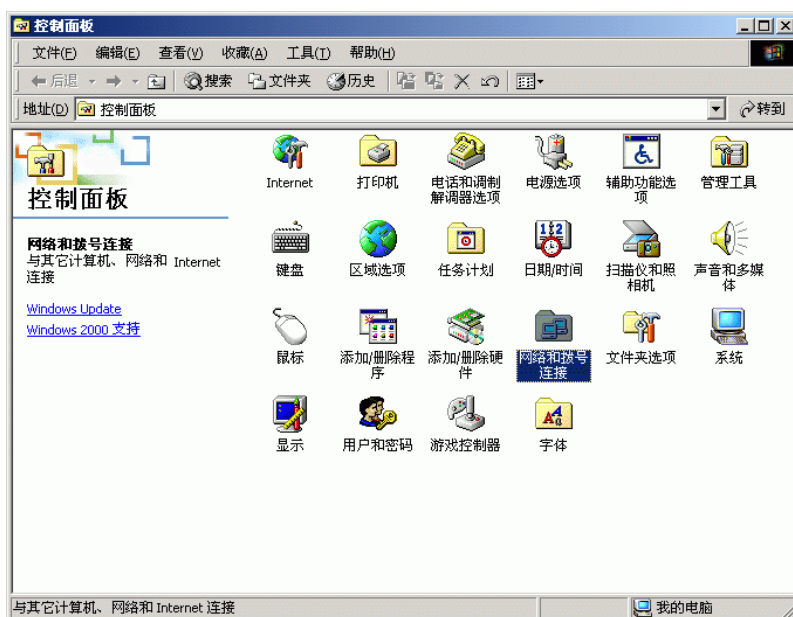 控制面板
文件(F) 编辑(E) 查看(V) 收藏(A) 工具(T) 帮助(H)
后退 搜索 文件夹 历史
地址(D) 控制面板 转到
控制面板
网络和拨号连接
与其它计算机、网络和 Internet
连接
Windows Update
Windows 2000 支持
Internet 打印机 电话和调制 电源选项 辅助功能选 管理工具
解调器选项 项
键盘 区域选项 任务计划 日期/时间 扫描仪和照 声音和多媒
相机 体
鼠标 添加/删除程 添加/删除硬 网络和拨号 文件夹选项 系统
序 件 连接
显示 用户和密码 游戏控制器 字体
与其它计算机、网络和 Internet 连接 我的电脑